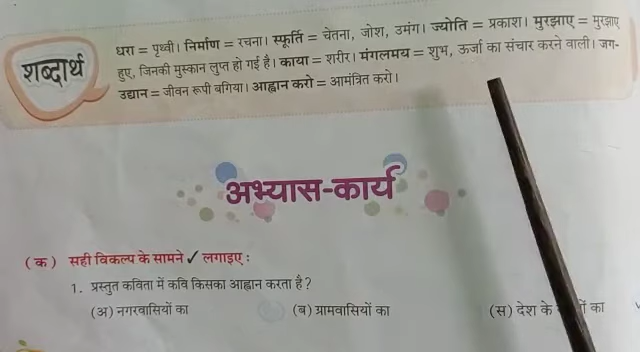 शब्दार्थ
धरा = पृथ्वी। निर्माण = रचना। स्फूर्ति = चेतना, जोश, उमंग। ज्योति = प्रकाश। मुरझाए = मुरझाए
हुए, जिनकी मुस्कान लुप्त हो गई है। काया = शरीर। मंगलमय = शुभ, ऊर्जा का संचार करने वाली। जग-
उद्यान = जीवन रूपी बगिया। आह्वान करो = आमंत्रित करो।
अभ्यास-कार्य
(क) सही विकल्प के सामने ✓ लगाइए :
1. प्रस्तुत कविता में कवि किसका आह्वान करता है?
(अ) नगरवासियों का (ब) ग्रामवासियों का (स) देश के का